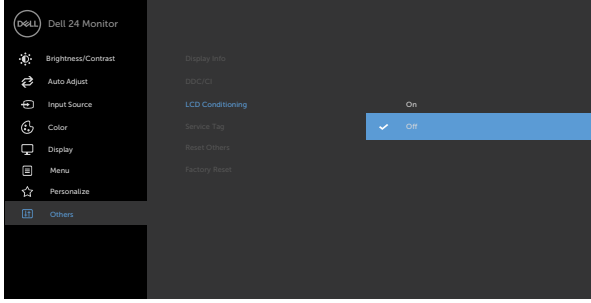 DELL Dell 24 Monitor
Brightness/Contrast
Auto Adjust
Input Source
Color
Display
Menu
Personalize
Others
Display Info
DDC/CI
LCD Conditioning
Service Tag
Reset Others
Factory Reset
On
Off